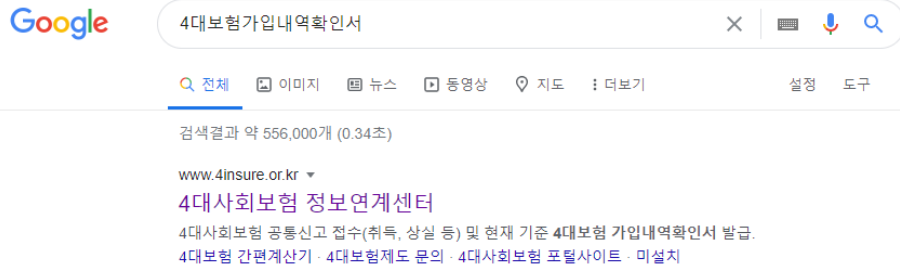 Google 4대보험가입내역확인서
전체 이미지 뉴스 동영상 지도 더보기 설정 도구
검색결과 약 556,000개 (0.34초)
www.4insure.or.kr
4대사회보험 정보연계센터
4대사회보험 공통신고 접수(취득, 상실 등) 및 현재 기준 4대보험 가입내역확인서 발급.
4대보험 간편계산기 · 4대보험제도 문의 · 4대사회보험 포털사이트 · 미설치